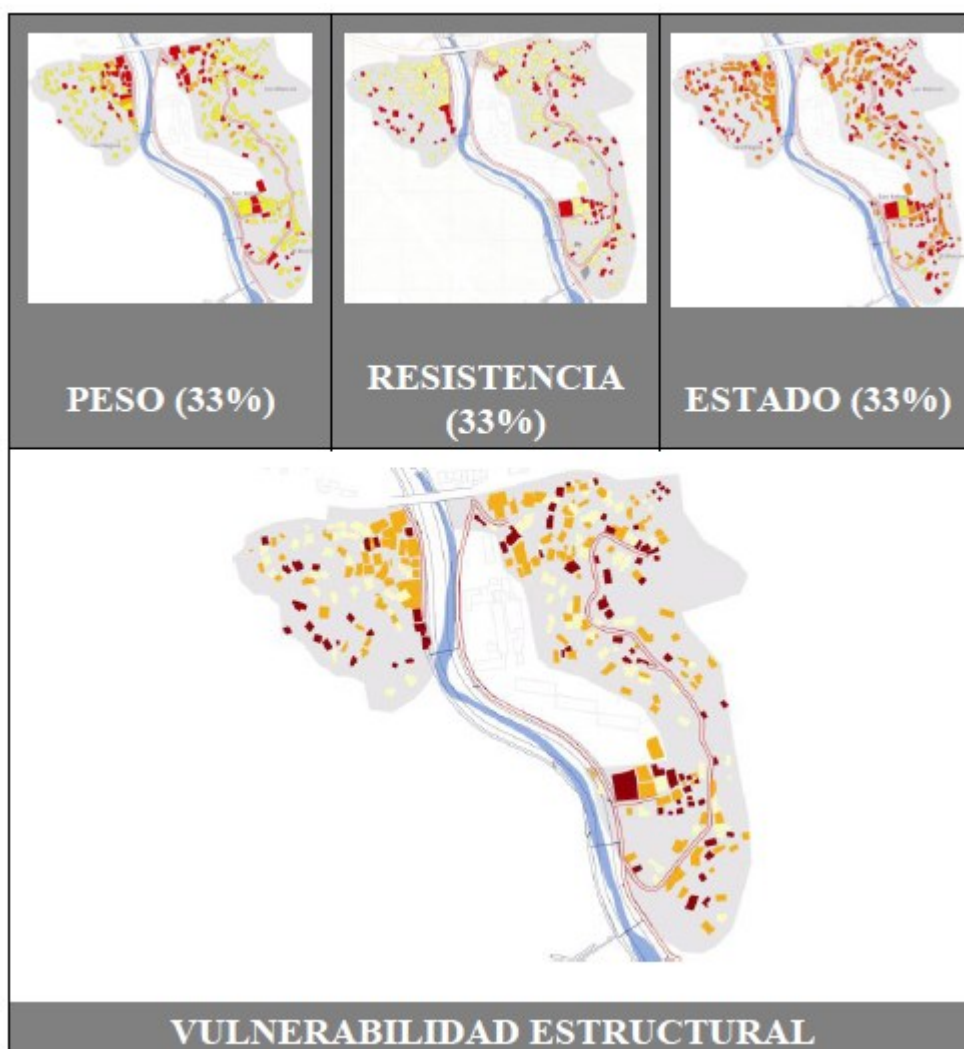 PESO (33%)
RESISTENCIA
(33%)
ESTADO (33%)
VULNERABILIDAD ESTRUCTURAL